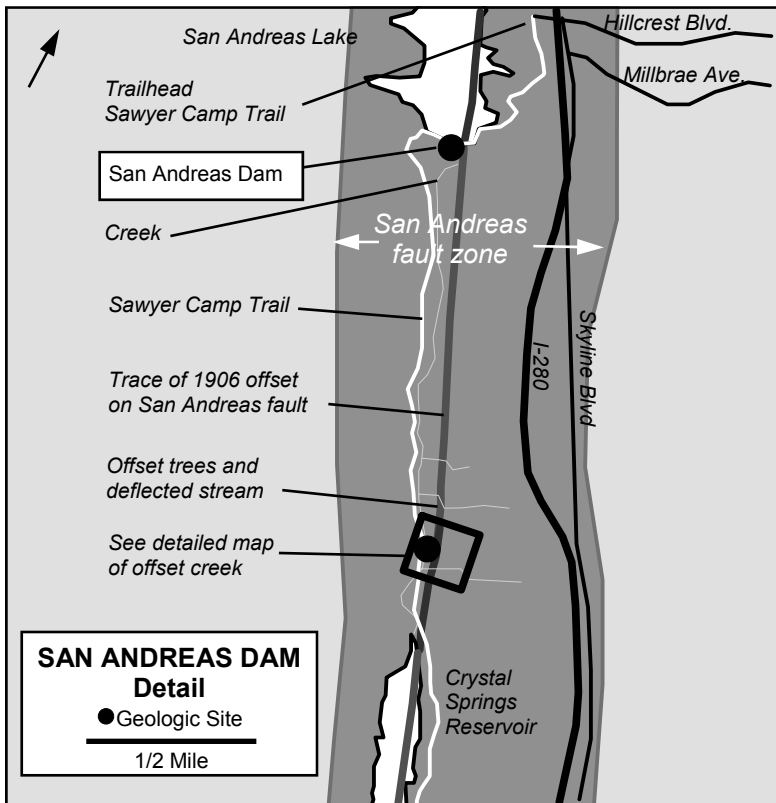 San Andreas Lake
Hillcrest Blvd.
Millbrae Ave.
Trailhead
Sawyer Camp Trail
San Andreas Dam
Creek
San Andreas
fault zone
Sawyer Camp Trail
Skyline Blvd
I-280
Trace of 1906 offset
on San Andreas fault
Offset trees and
deflected stream
See detailed map
of offset creek
SAN ANDREAS DAM
Detail
Geologic Site
1/2 Mile
Crystal
Springs
Reservoir